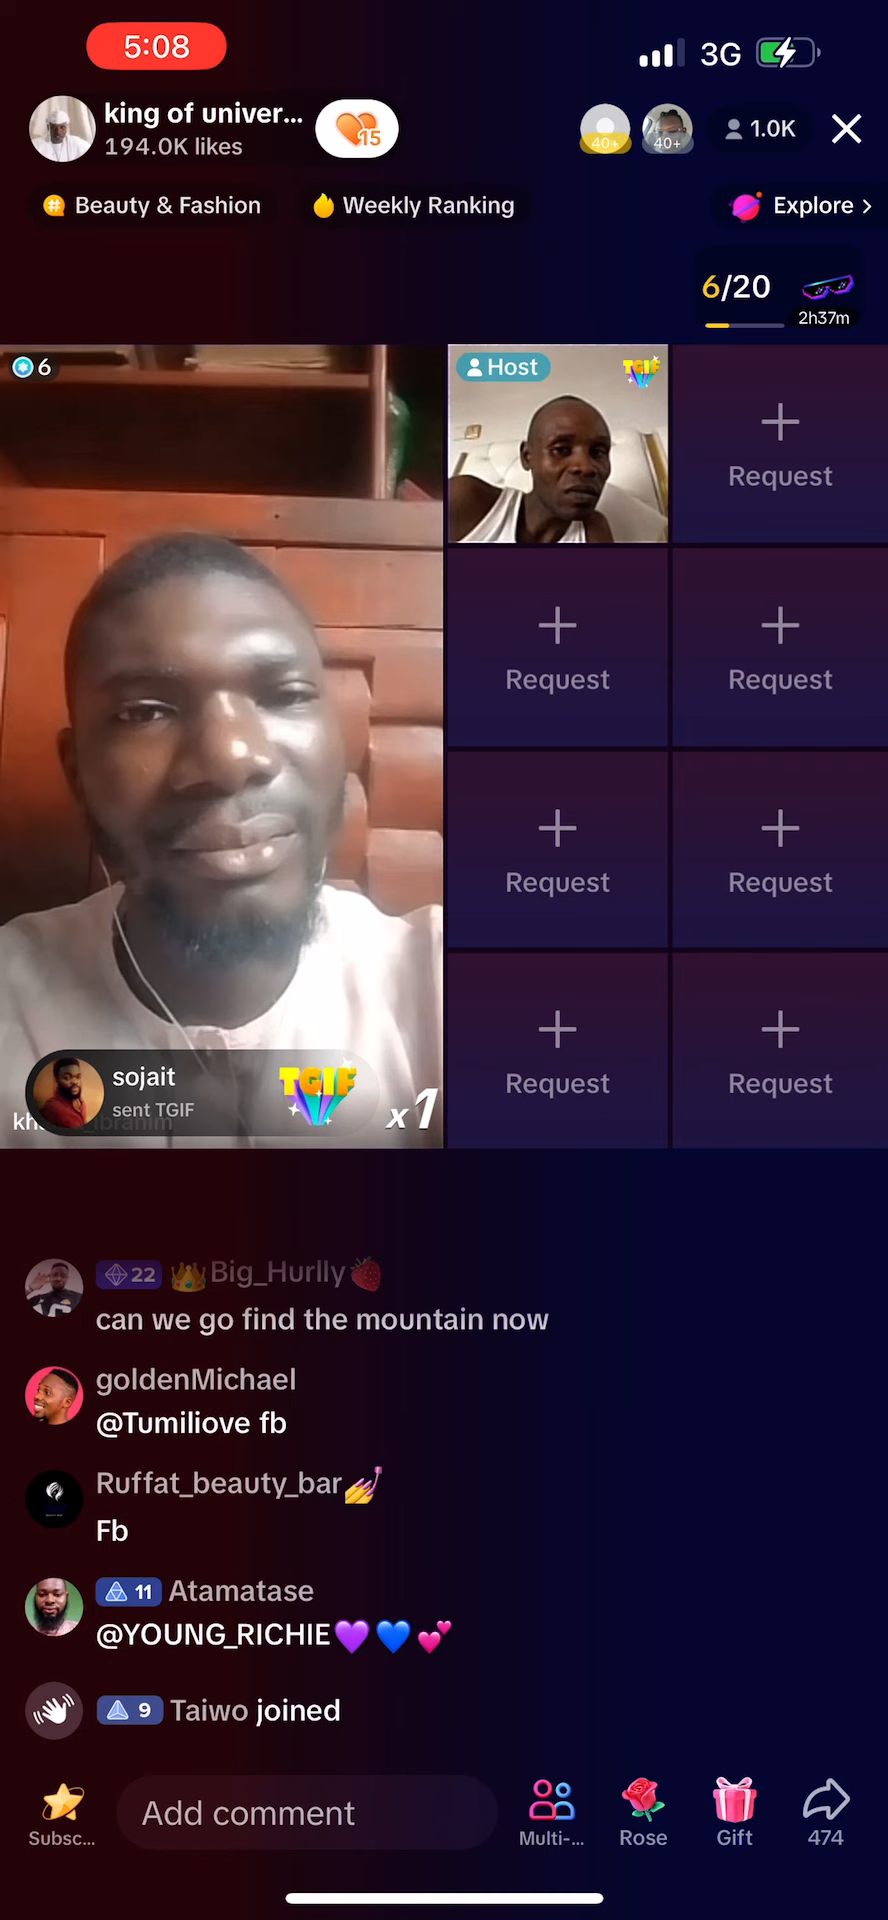 5:08
3G
king of univer...
194.0K likes
15
40+
40+
1.0K
Beauty & Fashion
Weekly Ranking
Explore >
6/20
2h37m
6
Host
TGIF
Request
Request
Request
Request
Request
Request
Request
sojait
sent TGIF
TGIF
x1
22 Big_Hurlly
can we go find the mountain now
goldenMichael
@Tumiliove fb
Ruffat_beauty_bar
Fb
11 Atamatase
@YOUNG_RICHIE💜💙💕
9 Taiwo joined
Subsc...
Add comment
Multi-...
Rose
Gift
474